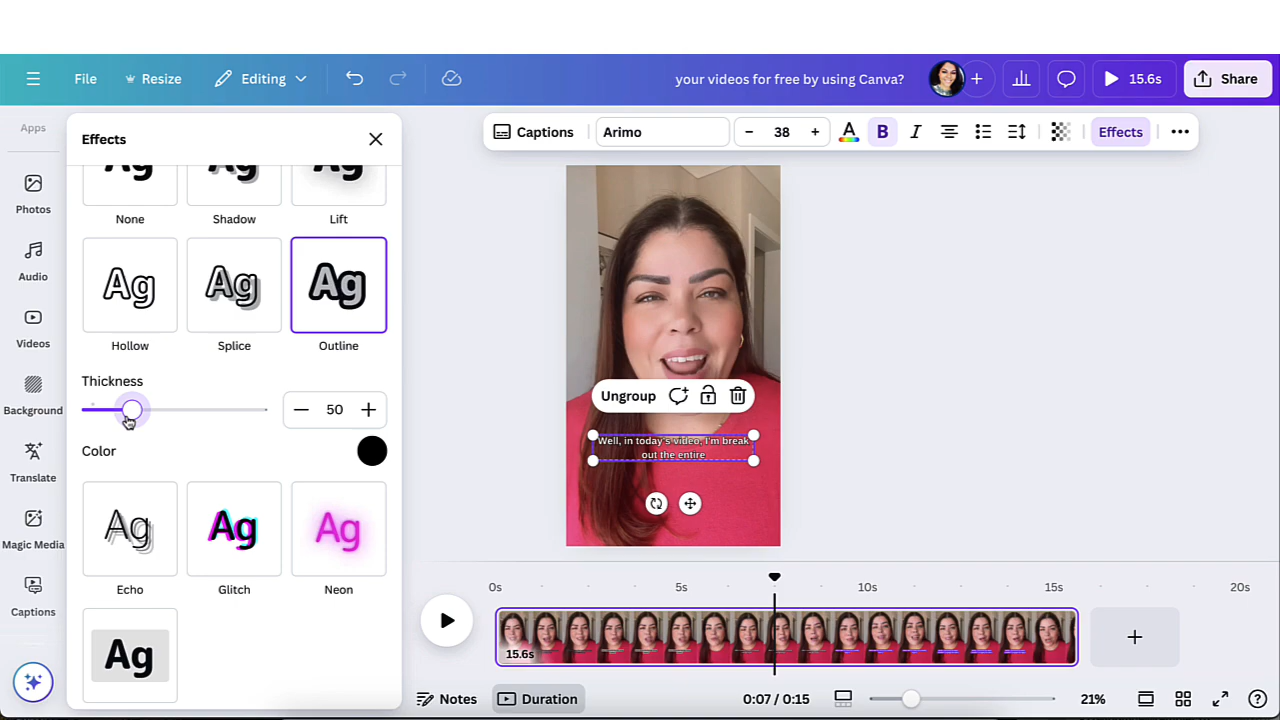 File
Resize
Editing
your videos for free by using Canva?
15.6s
Share
Apps
Photos
Audio
Videos
Background
Translate
Magic Media
Captions
Effects
Ag
Ag
Ag
None
Shadow
Lift
Ag
Ag
Ag
Hollow
Splice
Outline
Thickness
50
Color
Ag
Ag
Ag
Echo
Glitch
Neon
Ag
Captions
Arimo
38
A
B
I
Effects
Ungroup
Well, in today's video, I'm break
out the entire
0s
5s
10s
15s
20s
15.6s
Notes
Duration
0:07 / 0:15
21%